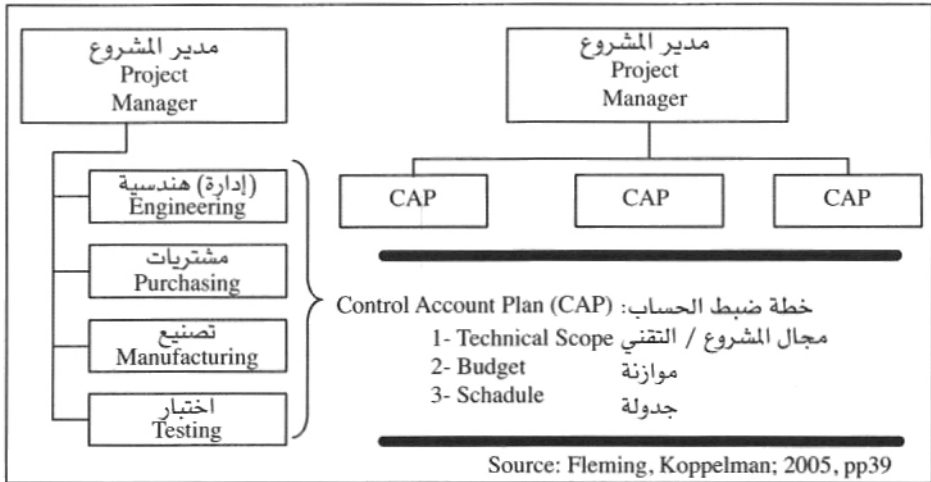 مدير المشروع
Project
Manager
(إدارة) هندسية
Engineering
مشتريات
Purchasing
تصنيع
Manufacturing
اختبار
Testing
مدير المشروع
Project
Manager
CAP
CAP
CAP
Control Account Plan (CAP) :خطة ضبط الحساب
1- Technical Scope مجال المشروع / التقني
2- Budget موازنة
3- Schadule جدولة
Source: Fleming, Koppelman; 2005, pp39